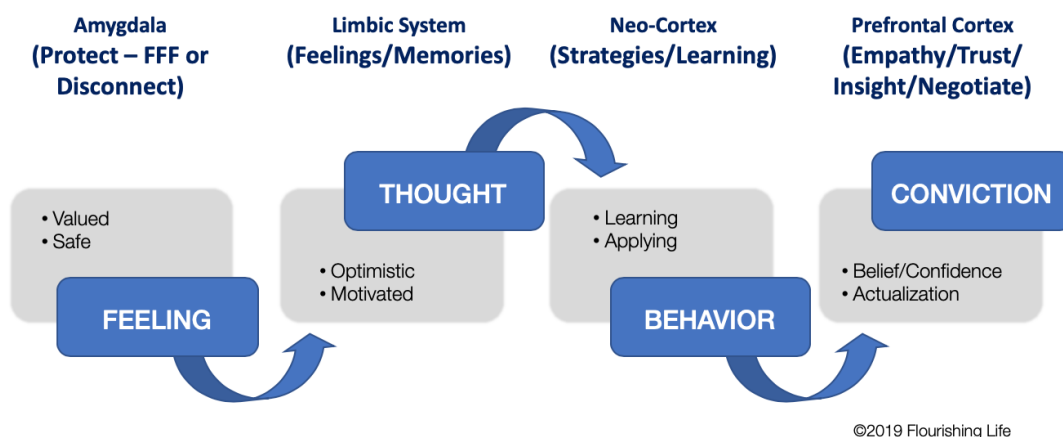 Amygdala
(Protect – FFF or
Disconnect)
Limbic System
(Feelings/Memories)
Neo-Cortex
(Strategies/Learning)
Prefrontal Cortex
(Empathy/Trust/
Insight/Negotiate)
• Valued
• Safe
FEELING
THOUGHT
• Optimistic
• Motivated
• Learning
• Applying
BEHAVIOR
CONVICTION
• Belief/Confidence
• Actualization
©2019 Flourishing Life